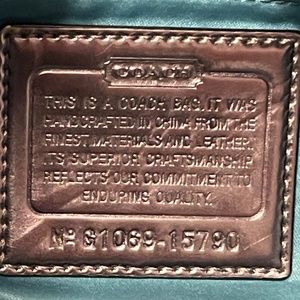 COACH
THIS IS A COACH BAG. IT WAS
HANDCRAFTED IN CHINA FROM THE
FINEST MATERIALS AND LEATHER.
ITS SUPERIOR CRAFTSMANSHIP
REFLECTS OUR COMMITMENT TO
ENDURING QUALITY.
Nº G1069-15790